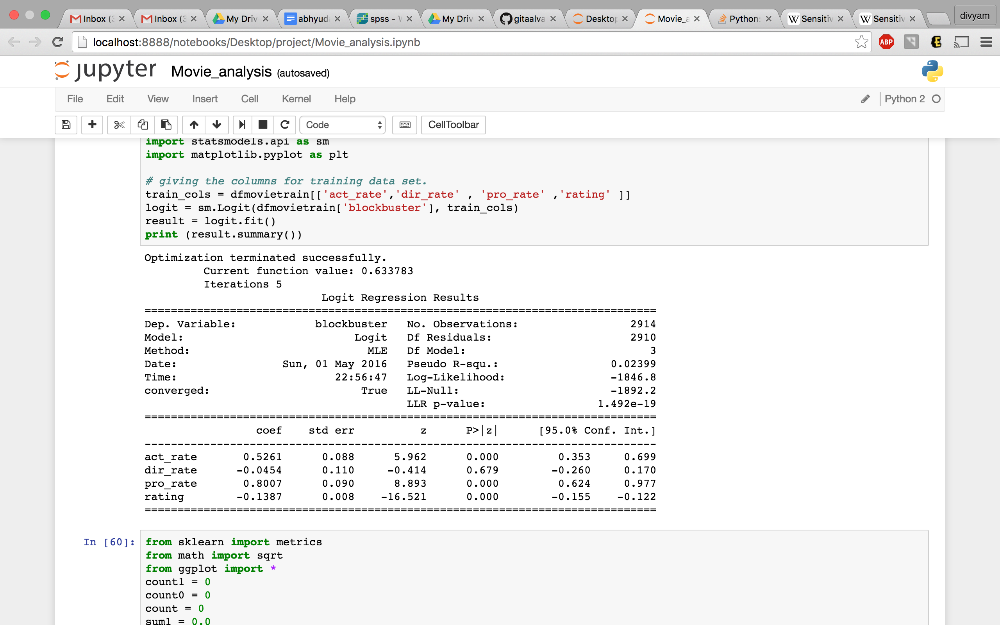 Inbox (3
Inbox (3
My Driv
abhyud
spss - W
My Driv
gitaalva
Desktop
Movie_a
Python:
Sensitiv
Sensitiv
divyam
localhost:8888/notebooks/Desktop/project/Movie_analysis.ipynb
ABP
jupyter Movie_analysis (autosaved)
File Edit View Insert Cell Kernel Help Python 2
Code CellToolbar
import statsmodels.api as sm
import matplotlib.pyplot as plt
# giving the columns for training data set.
train_cols = dfmovietrain[['act_rate','dir_rate' , 'pro_rate' ,'rating' ]]
logit = sm.Logit(dfmovietrain['blockbuster'], train_cols)
result = logit.fit()
print (result.summary())
Optimization terminated successfully.
Current function value: 0.633783
Iterations 5
Logit Regression Results
==============================================================================
Dep. Variable: blockbuster No. Observations: 2914
Model: Logit Df Residuals: 2910
Method: MLE Df Model: 3
Date: Sun, 01 May 2016 Pseudo R-squ.: 0.02399
Time: 22:56:47 Log-Likelihood: -1846.8
converged: True LL-Null: -1892.2
LLR p-value: 1.492e-19
==============================================================================
coef std err z P>|z| [95.0% Conf. Int.]
------------------------------------------------------------------------------
act_rate 0.5261 0.088 5.962 0.000 0.353 0.699
dir_rate -0.0454 0.110 -0.414 0.679 -0.260 0.170
pro_rate 0.8007 0.090 8.893 0.000 0.624 0.977
rating -0.1387 0.008 -16.521 0.000 -0.155 -0.122
==============================================================================
In [60]: from sklearn import metrics
from math import sqrt
from ggplot import *
count1 = 0
count0 = 0
count = 0
sum1 = 0.0